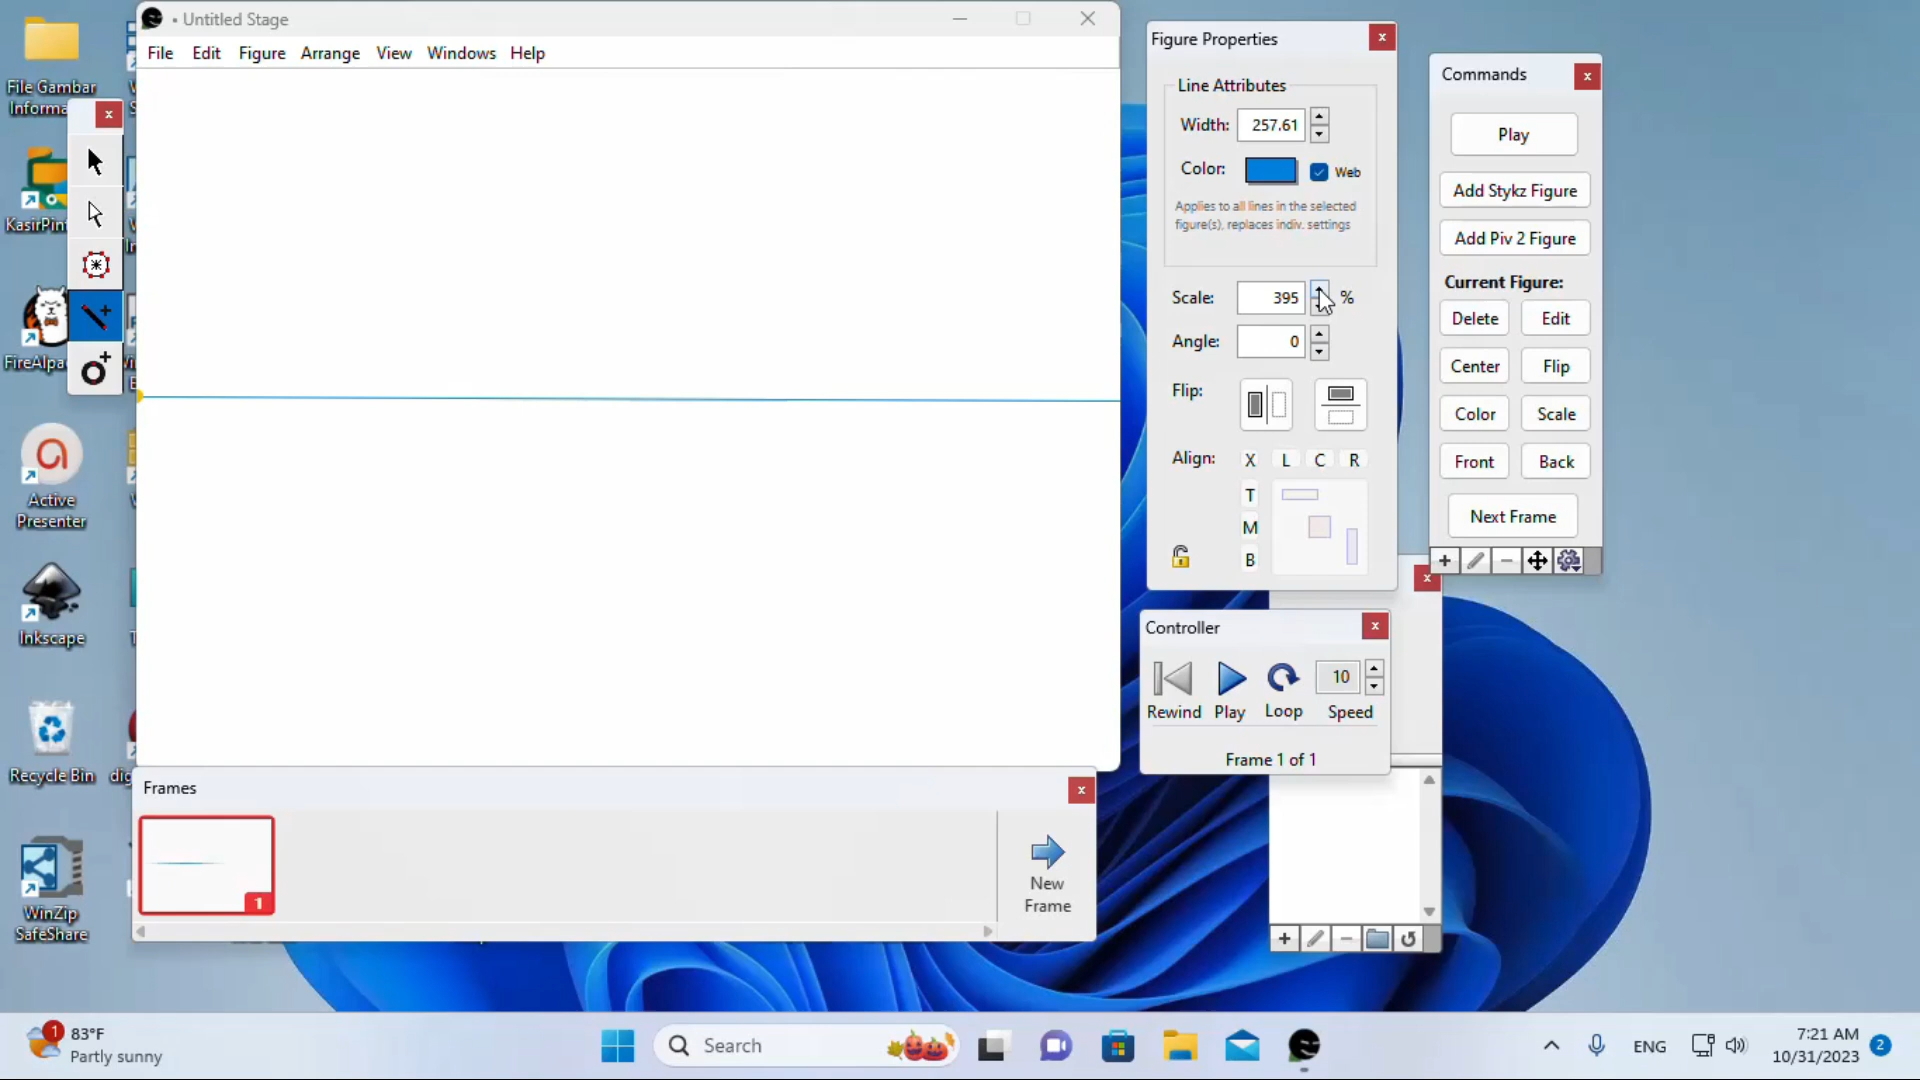 Untitled Stage
File Edit Figure Arrange View Windows Help
File Gambar
Informa
KasirPin
FireAlpa
Active
Presenter
Inkscape
Recycle Bin
dig
WinZip
SafeShare
Figure Properties
Line Attributes
Width: 257.61
Color: Web
Applies to all lines in the selected
figure(s), replaces indiv. settings
Scale: 395 %
Angle: 0
Flip:
Align: X L C R
T
M
B
Commands
Play
Add Stykz Figure
Add Piv 2 Figure
Current Figure:
Delete Edit
Center Flip
Color Scale
Front Back
Next Frame
Controller
10
Rewind Play Loop Speed
Frame 1 of 1
Frames
1
New
Frame
1
83°F
Partly sunny
Search
ENG
7:21 AM
10/31/2023
2